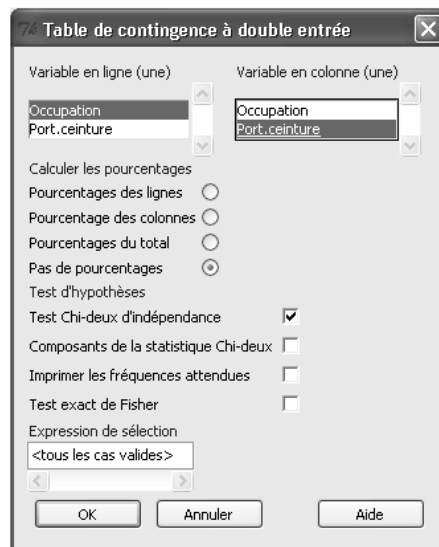 Table de contingence à double entrée
Variable en ligne (une) Variable en colonne (une)
Occupation Occupation
Port.ceinture Port.ceinture
Calculer les pourcentages
Pourcentages des lignes
Pourcentage des colonnes
Pourcentages du total
Pas de pourcentages
Test d'hypothèses
Test Chi-deux d'indépendance
Composants de la statistique Chi-deux
Imprimer les fréquences attendues
Test exact de Fisher
Expression de sélection
<tous les cas valides>
OK Annuler Aide